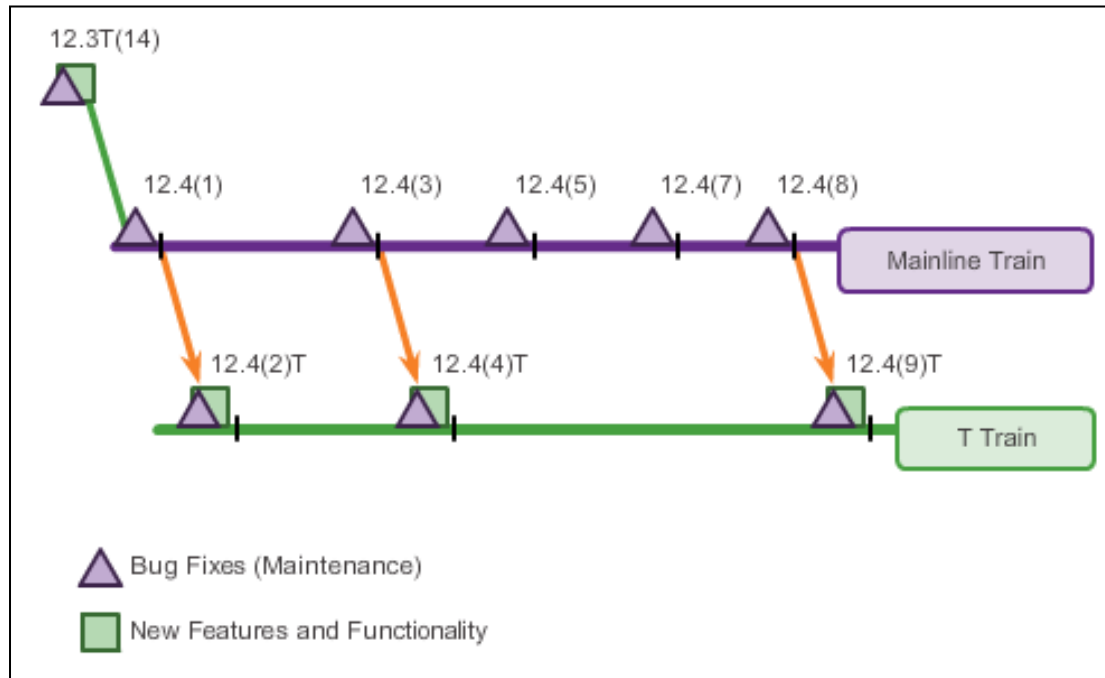 12.3T(14)
12.4(1)
12.4(3)
12.4(5)
12.4(7)
12.4(8)
Mainline Train
12.4(2)T
12.4(4)T
12.4(9)T
T Train
Bug Fixes (Maintenance)
New Features and Functionality